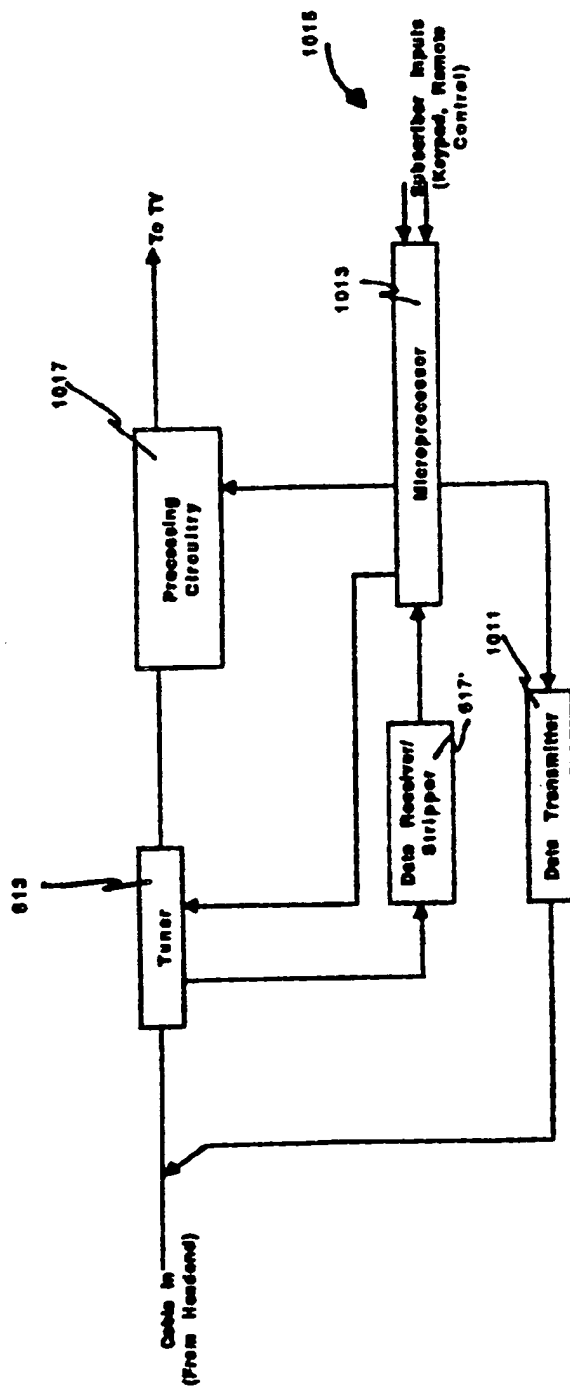 1015
Subscriber Inputs
(Keypad, Remote
Control)
To TV
1017
Processing
Circuitry
1013
Microprocessor
613
Tuner
617'
Data Receiver/
Stripper
1011
Data Transmitter
Cable in
(From Headend)